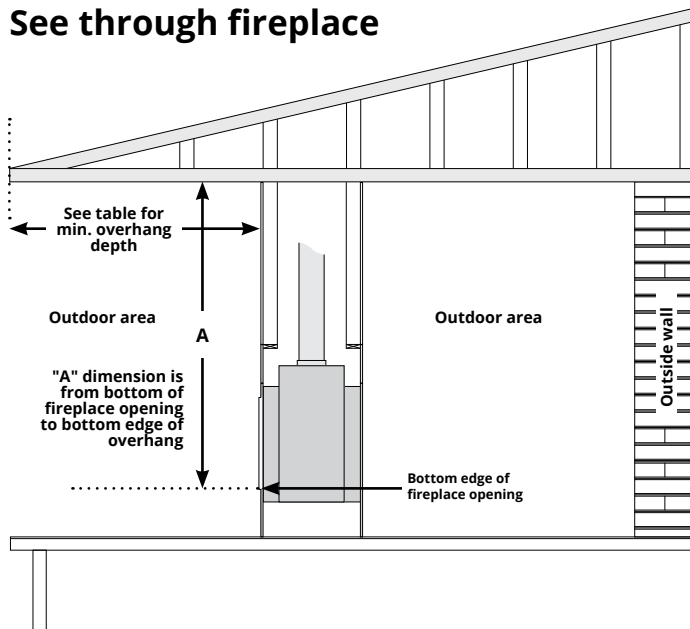 See through fireplace
See table for
min. overhang
depth
Outdoor area
A
Outdoor area
Outside wall
"A" dimension is
from bottom of
fireplace opening
to bottom edge of
overhang
Bottom edge of
fireplace opening